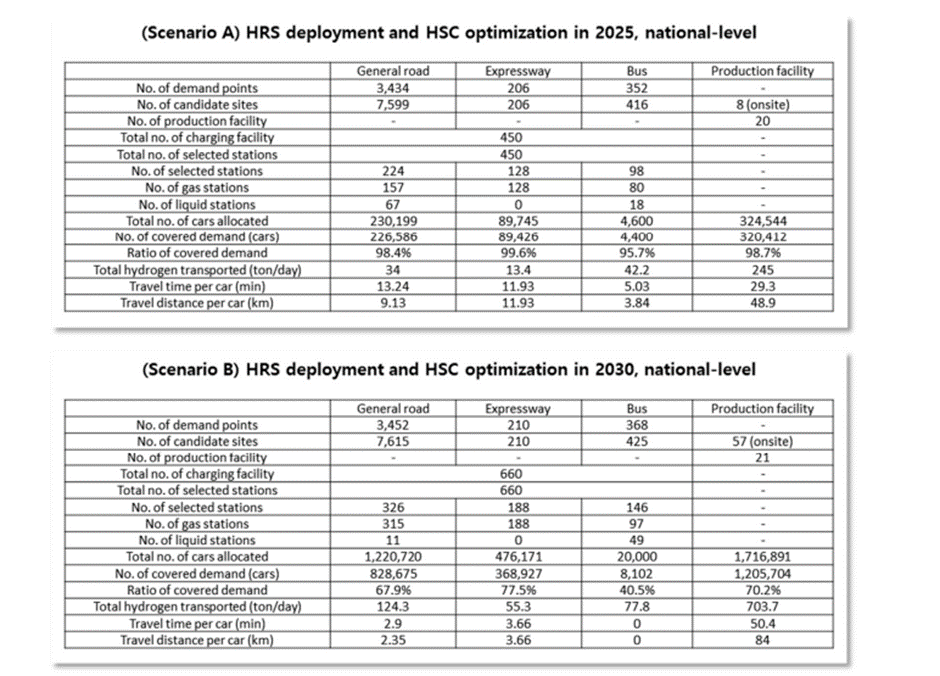 (Scenario A) HRS deployment and HSC optimization in 2025, national-level
General road Expressway Bus Production facility
No. of demand points 3,434 206 352 -
No. of candidate sites 7,599 206 416 8 (onsite)
No. of production facility - - - 20
Total no. of charging facility 450 -
Total no. of selected stations 450 -
No. of selected stations 224 128 98 -
No. of gas stations 157 128 80 -
No. of liquid stations 67 0 18 -
Total no. of cars allocated 230,199 89,745 4,600 324,544
No. of covered demand (cars) 226,586 89,426 4,400 320,412
Ratio of covered demand 98.4% 99.6% 95.7% 98.7%
Total hydrogen transported (ton/day) 34 13.4 42.2 245
Travel time per car (min) 13.24 11.93 5.03 29.3
Travel distance per car (km) 9.13 11.93 3.84 48.9
(Scenario B) HRS deployment and HSC optimization in 2030, national-level
General road Expressway Bus Production facility
No. of demand points 3,452 210 368 -
No. of candidate sites 7,615 210 425 57 (onsite)
No. of production facility - - - 21
Total no. of charging facility 660 -
Total no. of selected stations 660 -
No. of selected stations 326 188 146 -
No. of gas stations 315 188 97 -
No. of liquid stations 11 0 49 -
Total no. of cars allocated 1,220,720 476,171 20,000 1,716,891
No. of covered demand (cars) 828,675 368,927 8,102 1,205,704
Ratio of covered demand 67.9% 77.5% 40.5% 70.2%
Total hydrogen transported (ton/day) 124.3 55.3 77.8 703.7
Travel time per car (min) 2.9 3.66 0 50.4
Travel distance per car (km) 2.35 3.66 0 84